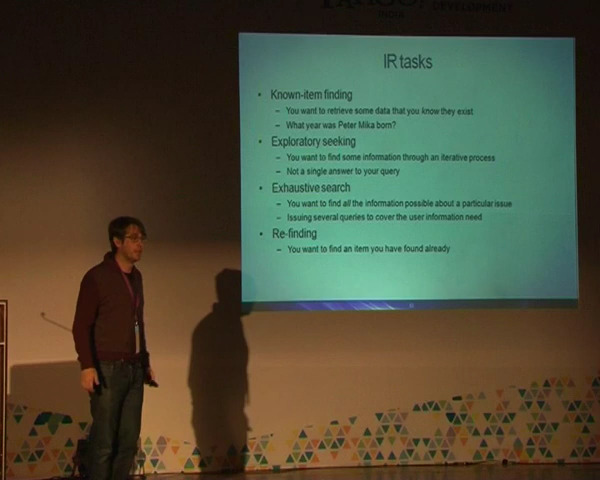 YAHOO!
INDIA
DEVELOPMENT
IR tasks
• Known-item finding
– You want to retrieve some data that you know they exist
– What year was Peter Mika born?
• Exploratory seeking
– You want to find some information through an iterative process
– Not a single answer to your query
• Exhaustive search
– You want to find all the information possible about a particular issue
– Issuing several queries to cover the user information need
• Re-finding
– You want to find an item you have found already